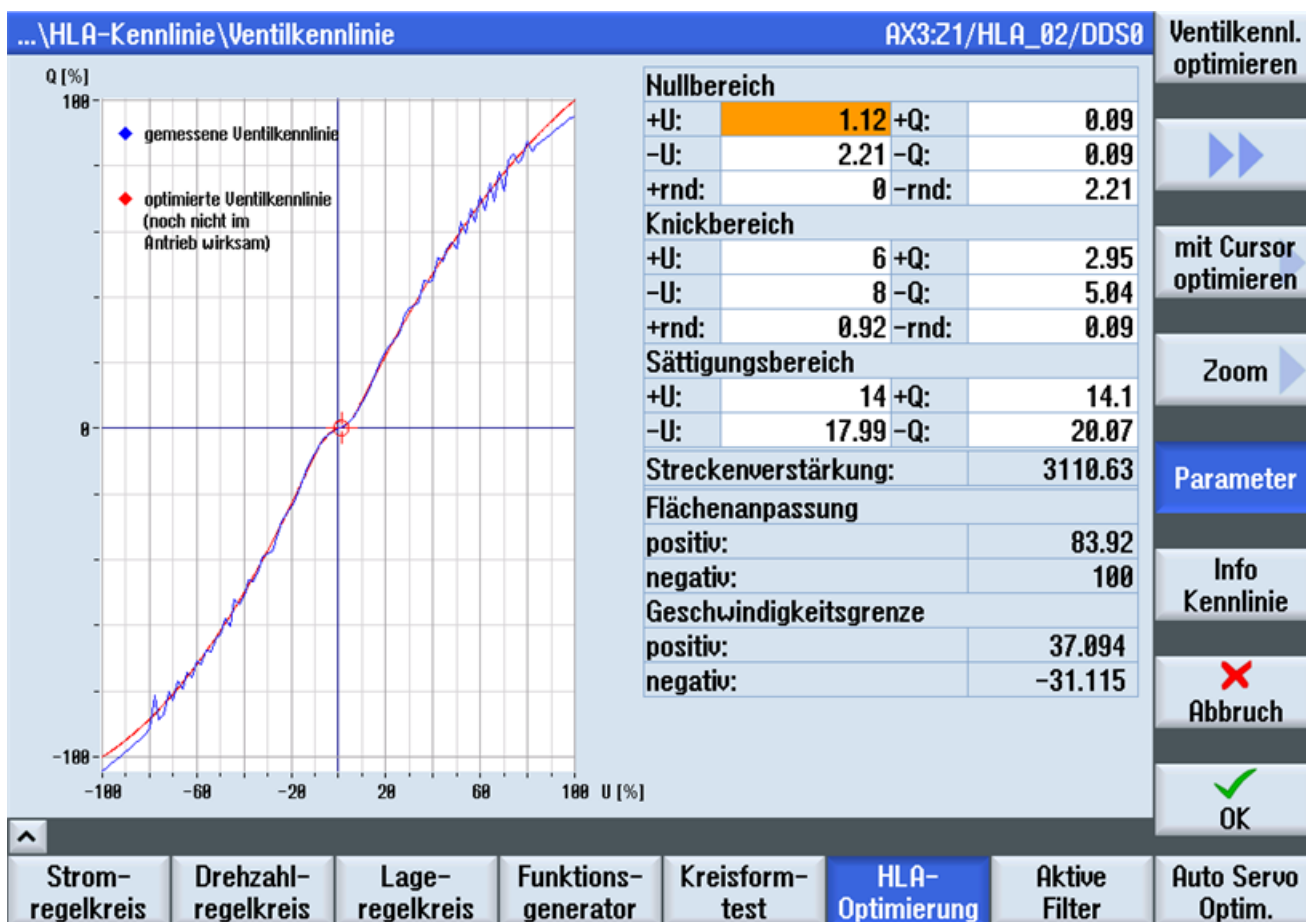 ...\HLA-Kennlinie\Ventilkennlinie AX3:Z1/HLA_02/DDS0
Q [%]
100
gemessene Ventilkennlinie
optimierte Ventilkennlinie
(noch nicht im
Antrieb wirksam)
0
-100
-100 -60 -20 20 60 100 U [%]
Nullbereich
+U: 1.12 +Q: 0.09
-U: 2.21 -Q: 0.09
+rnd: 0 -rnd: 2.21
Knickbereich
+U: 6 +Q: 2.95
-U: 8 -Q: 5.04
+rnd: 0.92 -rnd: 0.09
Sättigungsbereich
+U: 14 +Q: 14.1
-U: 17.99 -Q: 20.07
Streckenverstärkung: 3110.63
Flächenanpassung
positiv: 83.92
negativ: 100
Geschwindigkeitsgrenze
positiv: 37.094
negativ: -31.115
Ventilkennl.
optimieren
mit Cursor
optimieren
Zoom
Parameter
Info
Kennlinie
Abbruch
OK
Strom-
regelkreis
Drehzahl-
regelkreis
Lage-
regelkreis
Funktions-
generator
Kreisform-
test
HLA-
Optimierung
Aktive
Filter
Auto Servo
Optim.